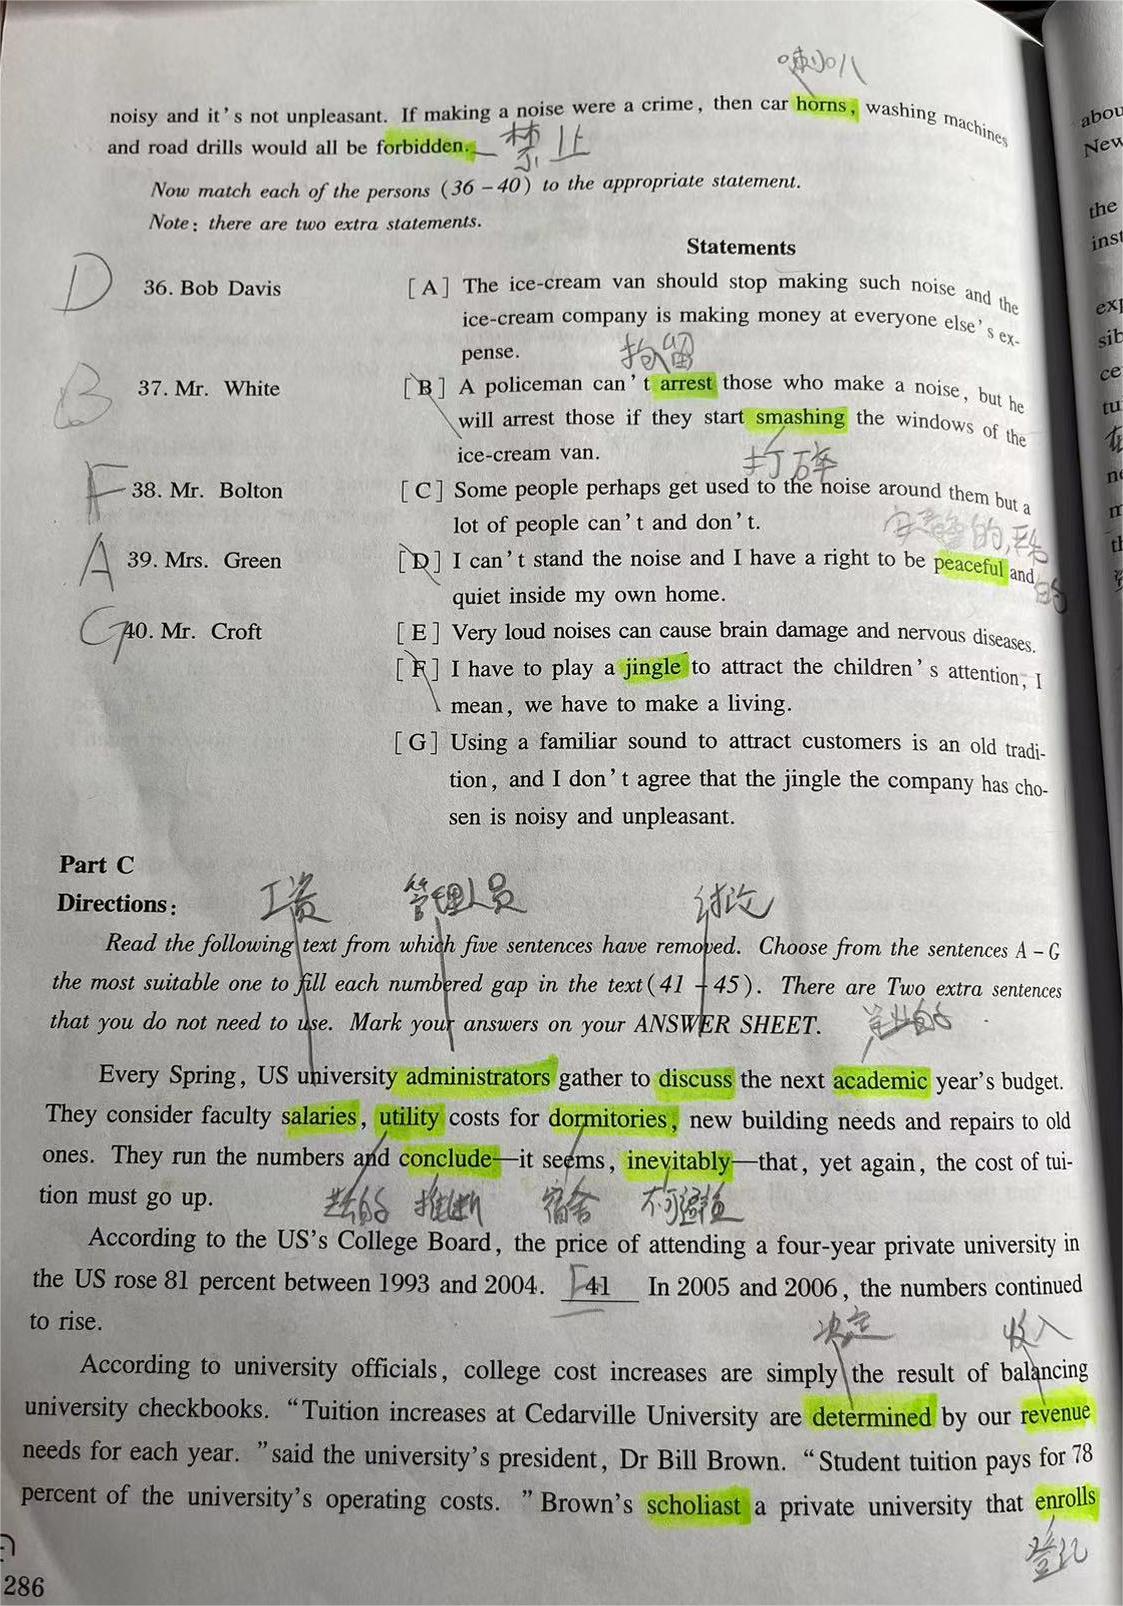 喇叭
noisy and it's not unpleasant. If making a noise were a crime, then car horns, washing machines
and road drills would all be forbidden. 禁止
Now match each of the persons (36-40) to the appropriate statement.
Note: there are two extra statements.
Statements
D 36. Bob Davis [A] The ice-cream van should stop making such noise and the
ice-cream company is making money at everyone else's ex-
pense.
拘留
B 37. Mr. White [B] A policeman can't arrest those who make a noise, but he
will arrest those if they start smashing the windows of the
ice-cream van.
打碎
F 38. Mr. Bolton [C] Some people perhaps get used to the noise around them but a
lot of people can't and don't.
A 39. Mrs. Green [D] I can't stand the noise and I have a right to be peaceful and
quiet inside my own home.
G 40. Mr. Croft [E] Very loud noises can cause brain damage and nervous diseases.
[F] I have to play a jingle to attract the children's attention, I
mean, we have to make a living.
[G] Using a familiar sound to attract customers is an old tradi-
tion, and I don't agree that the jingle the company has cho-
sen is noisy and unpleasant.
Part C
Directions:
工资 管理人员 讨论
Read the following text from which five sentences have removed. Choose from the sentences A-G
the most suitable one to fill each numbered gap in the text(41-45). There are Two extra sentences
that you do not need to use. Mark your answers on your ANSWER SHEET.
学业的
Every Spring, US university administrators gather to discuss the next academic year's budget.
They consider faculty salaries, utility costs for dormitories, new building needs and repairs to old
ones. They run the numbers and conclude—it seems, inevitably—that, yet again, the cost of tui-
tion must go up.
推断 宿舍 不可避免
According to the US's College Board, the price of attending a four-year private university in
the US rose 81 percent between 1993 and 2004. 41 In 2005 and 2006, the numbers continued
to rise.
决定 收入
According to university officials, college cost increases are simply the result of balancing
university checkbooks. "Tuition increases at Cedarville University are determined by our revenue
needs for each year. "said the university's president, Dr Bill Brown. "Student tuition pays for 78
percent of the university's operating costs. "Brown's scholiast a private university that enrolls
登记
286